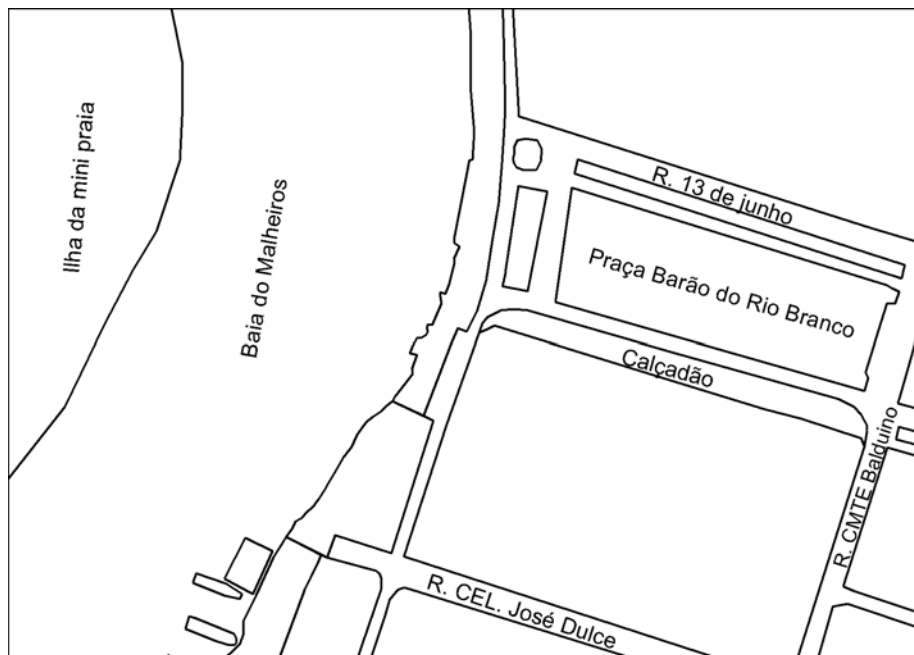 Ilha da mini praia
Baia do Malheiros
R. 13 de junho
Praça Barão do Rio Branco
Calçadão
R. CMTE Balduino
R. CEL. José Dulce